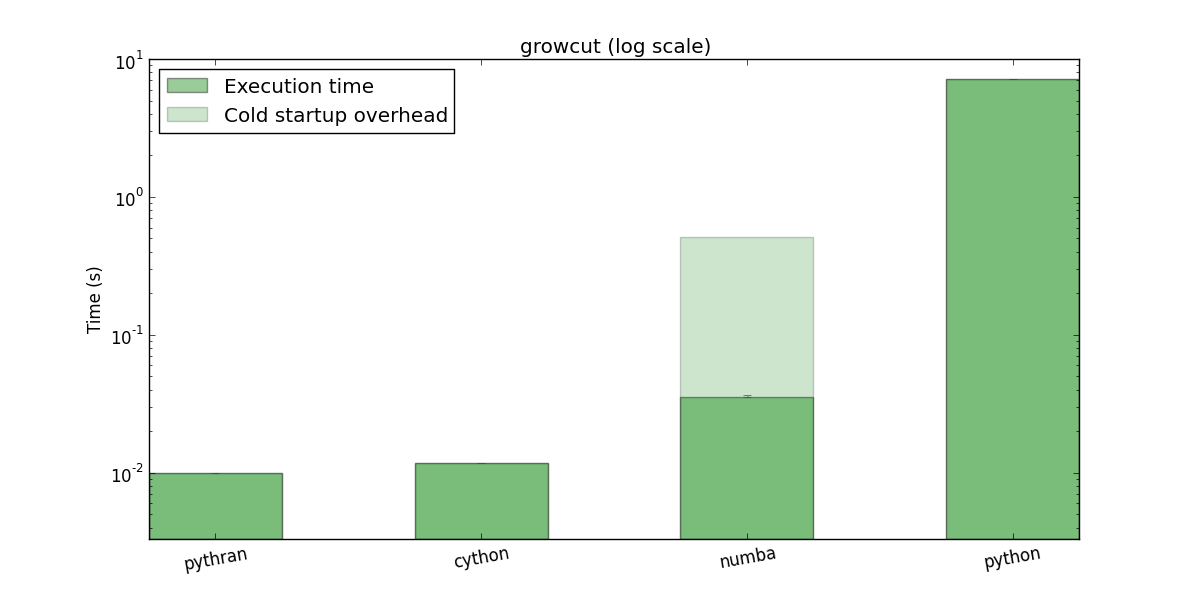 growcut (log scale)
Execution time
Cold startup overhead
Time (s)
10^1
10^0
10^-1
10^-2
pythran
cython
numba
python